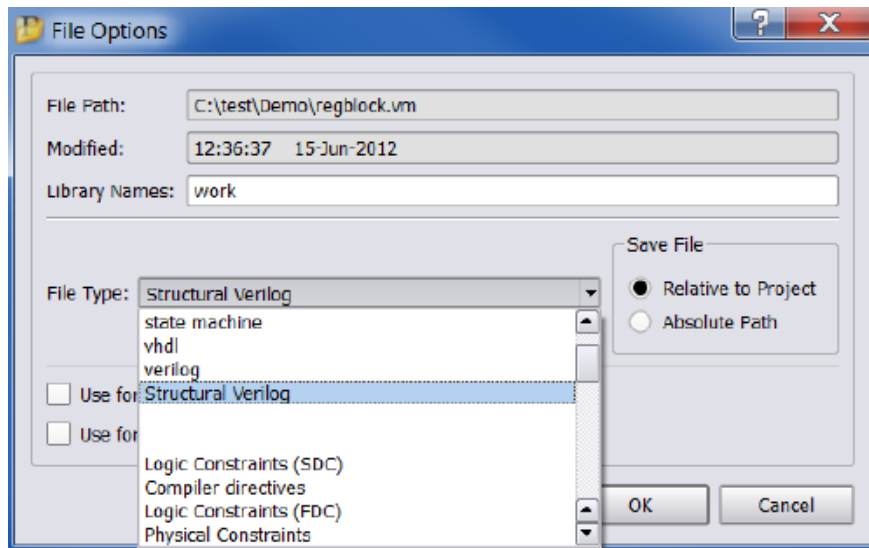 File Options
File Path: C:\test\Demo\regblock.vm
Modified: 12:36:37 15-Jun-2012
Library Names: work
Save File
File Type: Structural Verilog
Relative to Project
Absolute Path
state machine
vhdl
verilog
Structural Verilog
Use for
Use for
Logic Constraints (SDC)
Compiler directives
Logic Constraints (FDC)
Physical Constraints
OK
Cancel